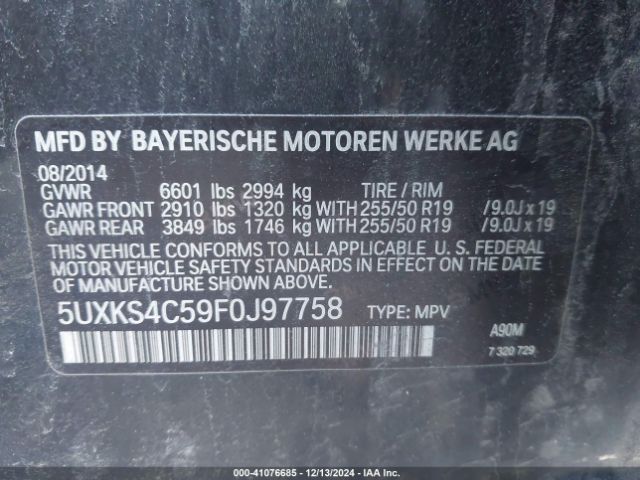 MFD BY BAYERISCHE MOTOREN WERKE AG
08/2014
GVWR 6601 lbs 2994 kg TIRE / RIM
GAWR FRONT 2910 lbs 1320 kg WITH 255/50 R19 /9.0J x 19
GAWR REAR 3849 lbs 1746 kg WITH 255/50 R19 /9.0J x 19
THIS VEHICLE CONFORMS TO ALL APPLICABLE U. S. FEDERAL
MOTOR VEHICLE SAFETY STANDARDS IN EFFECT ON THE DATE
OF MANUFACTURE SHOWN ABOVE.
5UXKS4C59F0J97758 TYPE: MPV
A90M
7 320 729
000-41076685 - 12/13/2024 - IAA Inc.